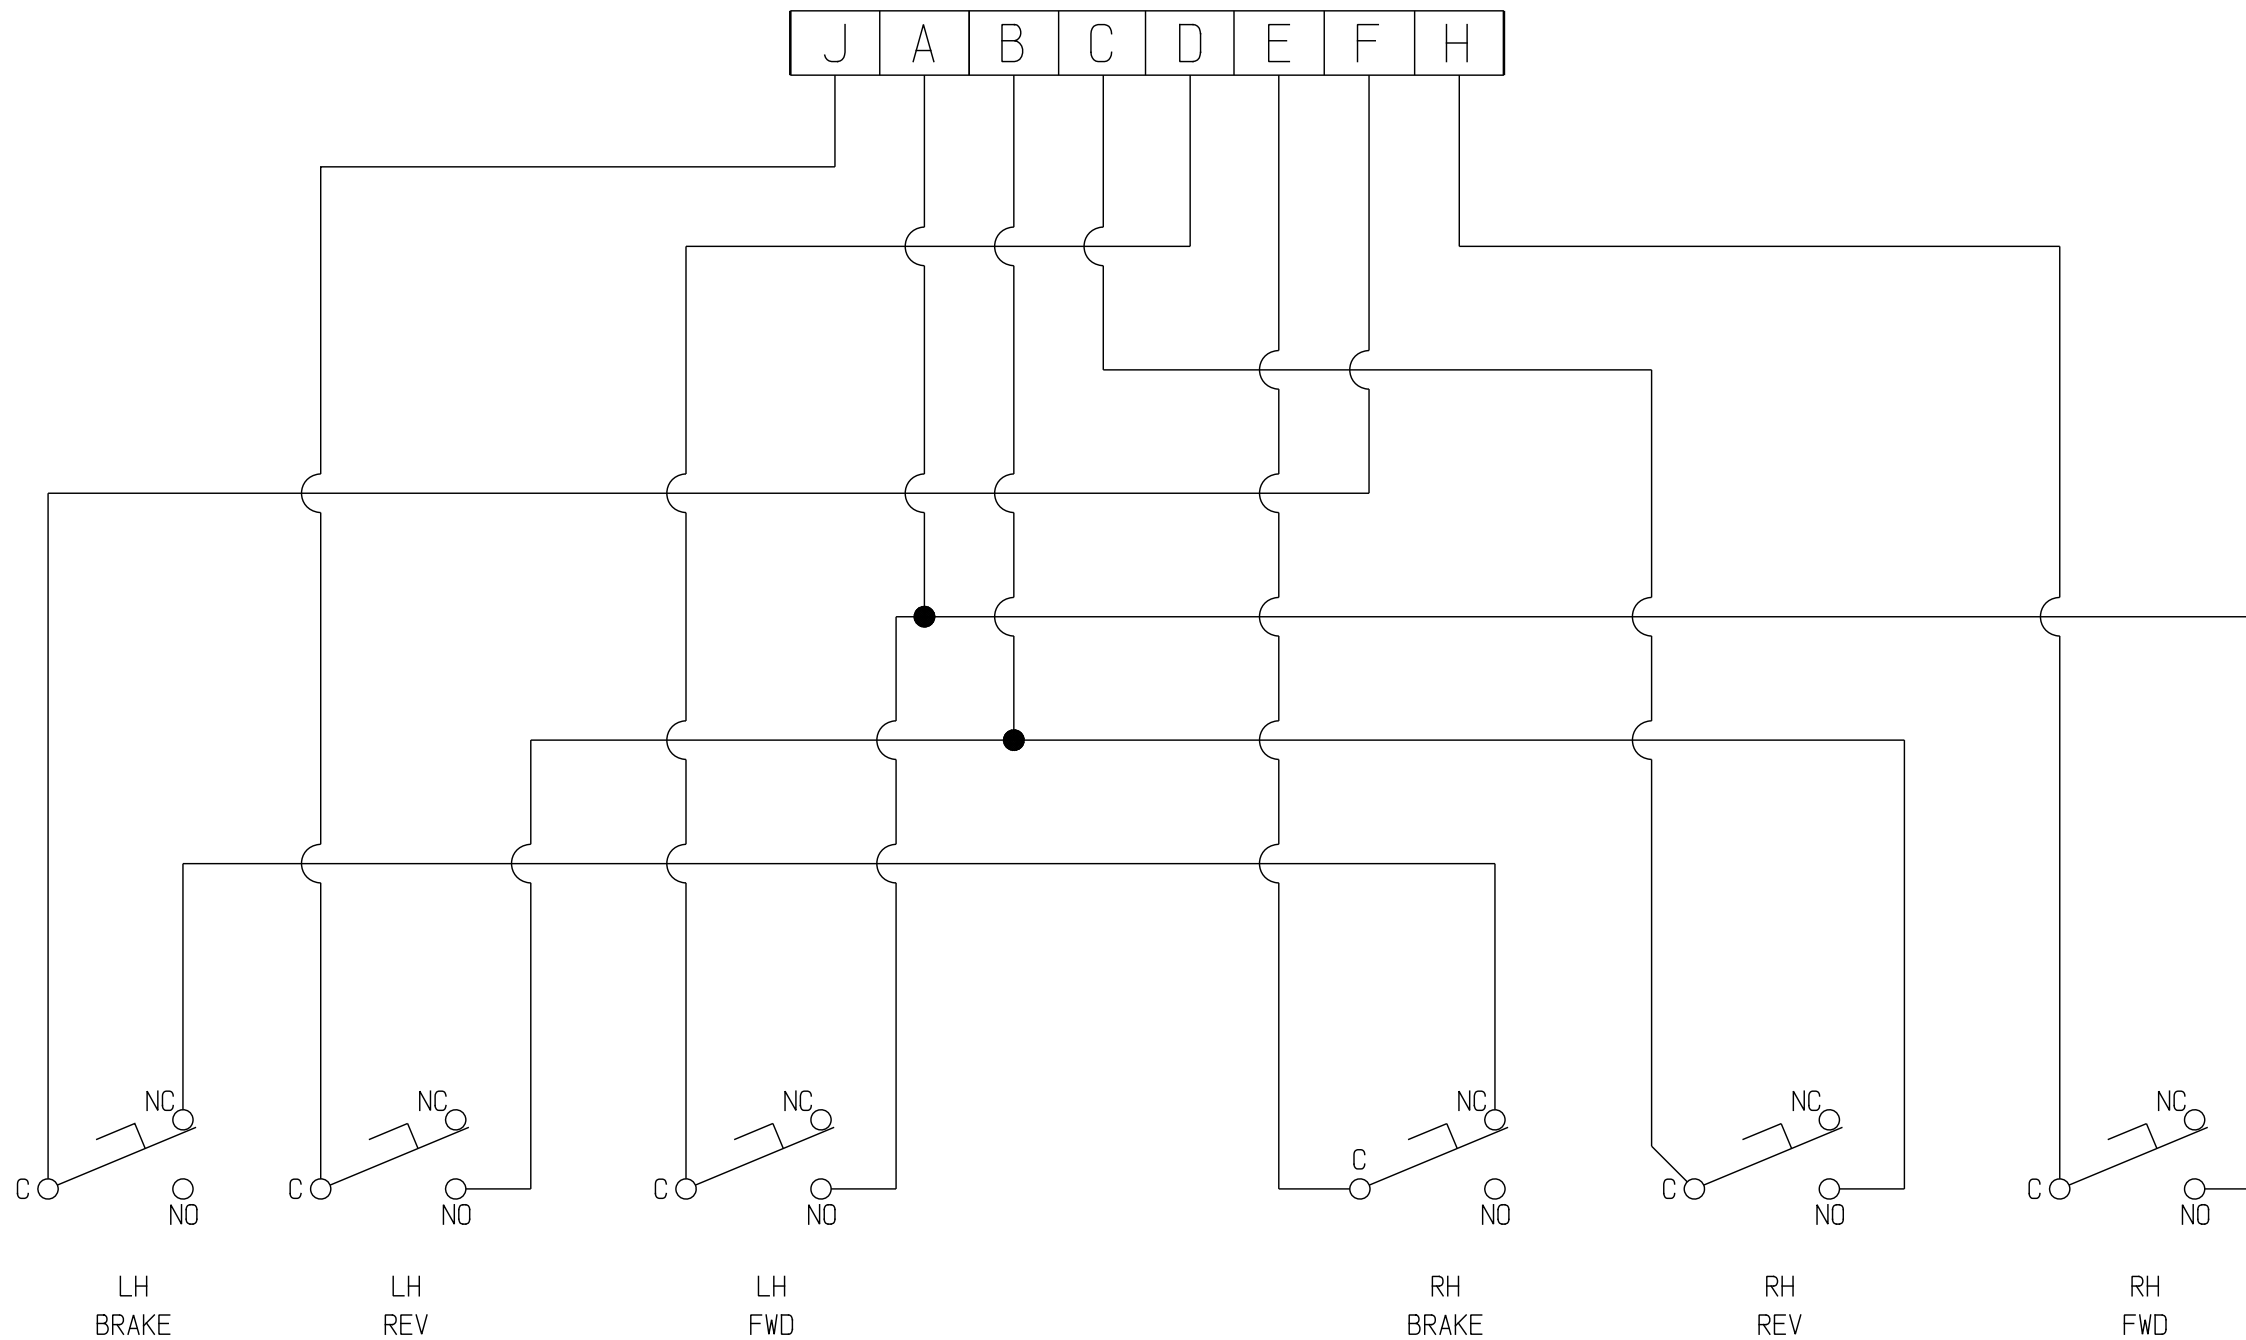 J A B C D E F H
NC NC NC NC NC NC
C
C C C C C
NO NO NO NO NO NO
LH LH LH RH RH RH
BRAKE REV FWD BRAKE REV FWD